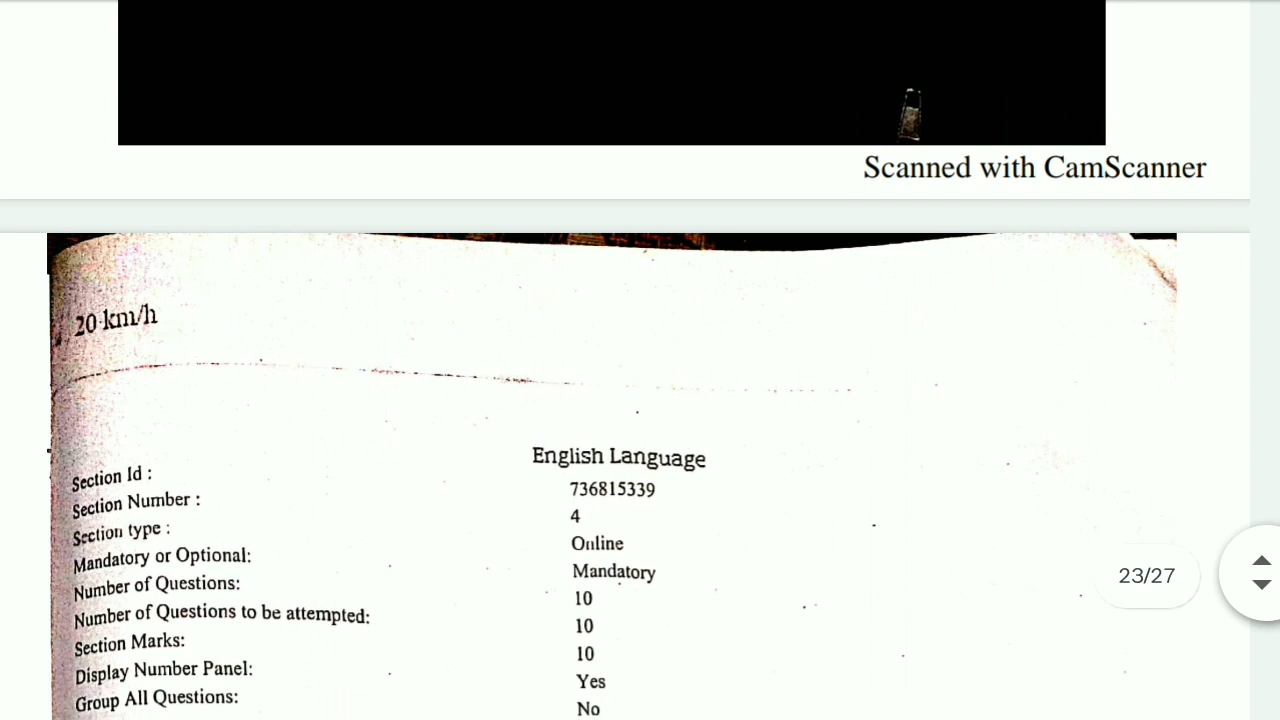 Scanned with CamScanner
20 km/h
English Language
Section Id : 736815339
Section Number : 4
Section type : Online
Mandatory or Optional: Mandatory
Number of Questions: 10
Number of Questions to be attempted: 10
Section Marks: 10
Display Number Panel: Yes
Group All Questions: No
23/27